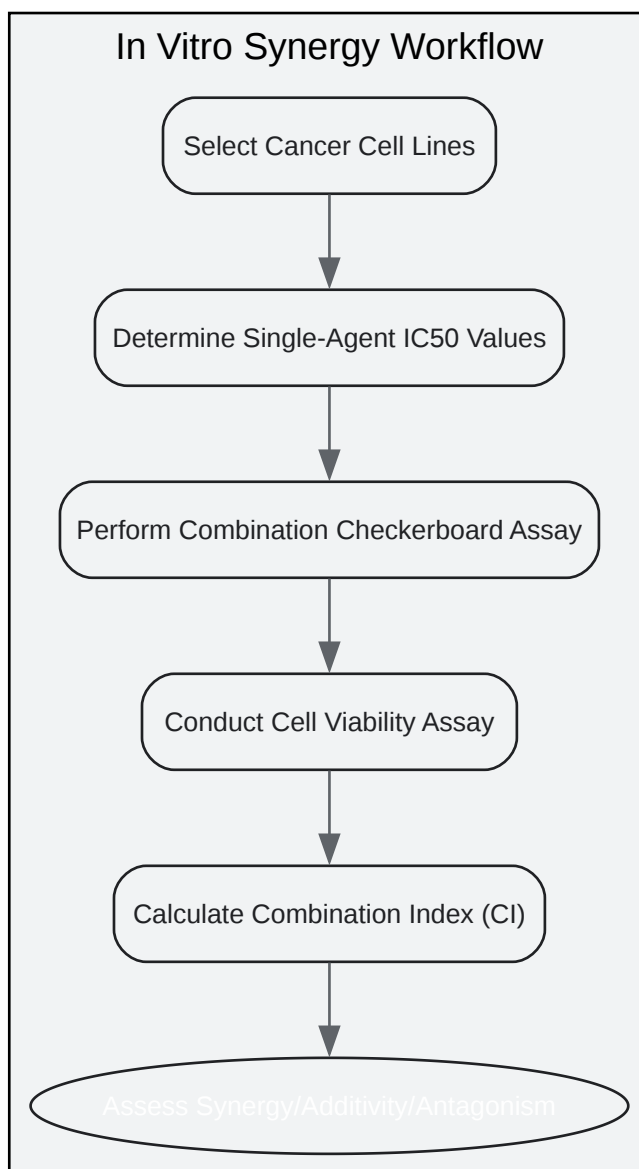 In Vitro Synergy Workflow
Select Cancer Cell Lines
Determine Single-Agent IC50 Values
Perform Combination Checkerboard Assay
Conduct Cell Viability Assay
Calculate Combination Index (CI)
Assess Synergy/Additivity/Antagonism